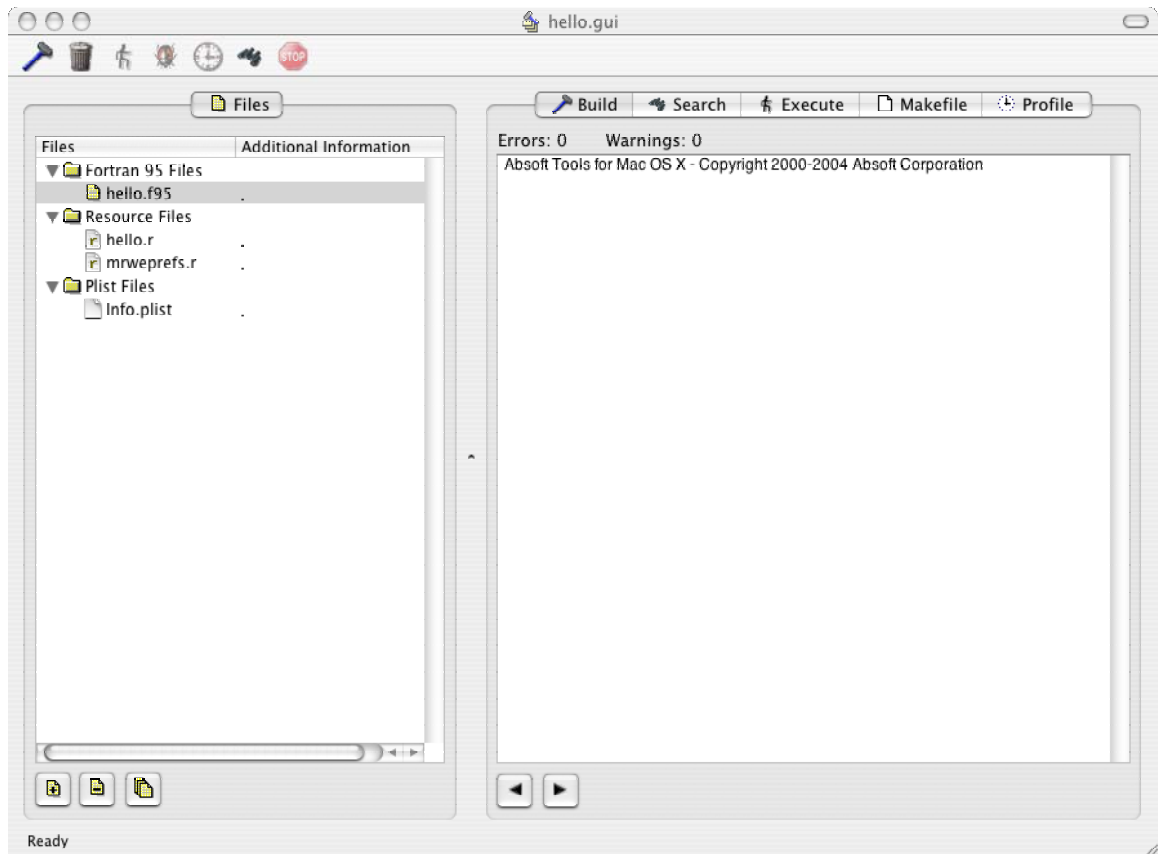 hello.gui
STOP
Files
Build Search Execute Makefile Profile
Errors: 0 Warnings: 0
Files Additional Information
Absoft Tools for Mac OS X - Copyright 2000-2004 Absoft Corporation
Fortran 95 Files
hello.f95 .
Resource Files
hello.r .
mrweprefs.r .
Plist Files
Info.plist .
Ready